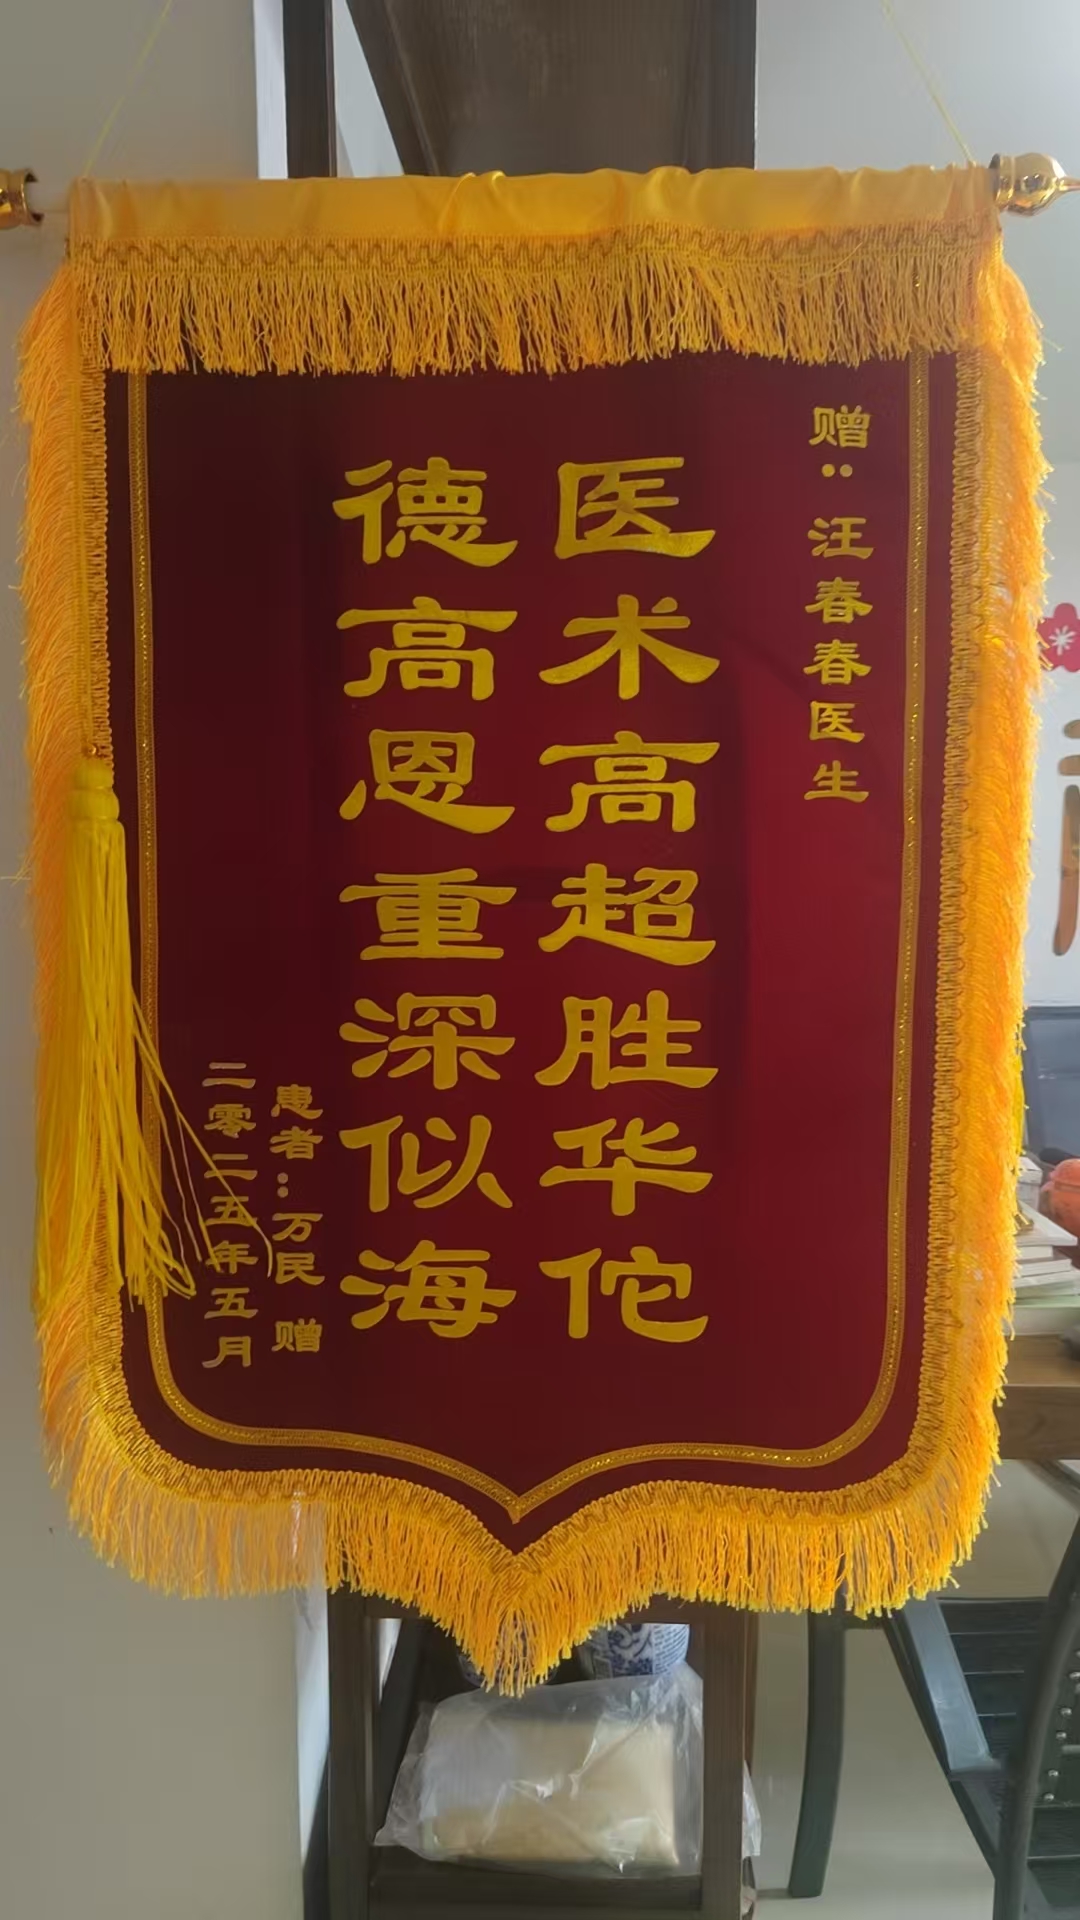 赠：汪春春医生
医术高超胜华佗
德高恩重深似海
患者：万民 赠
二零二五年五月